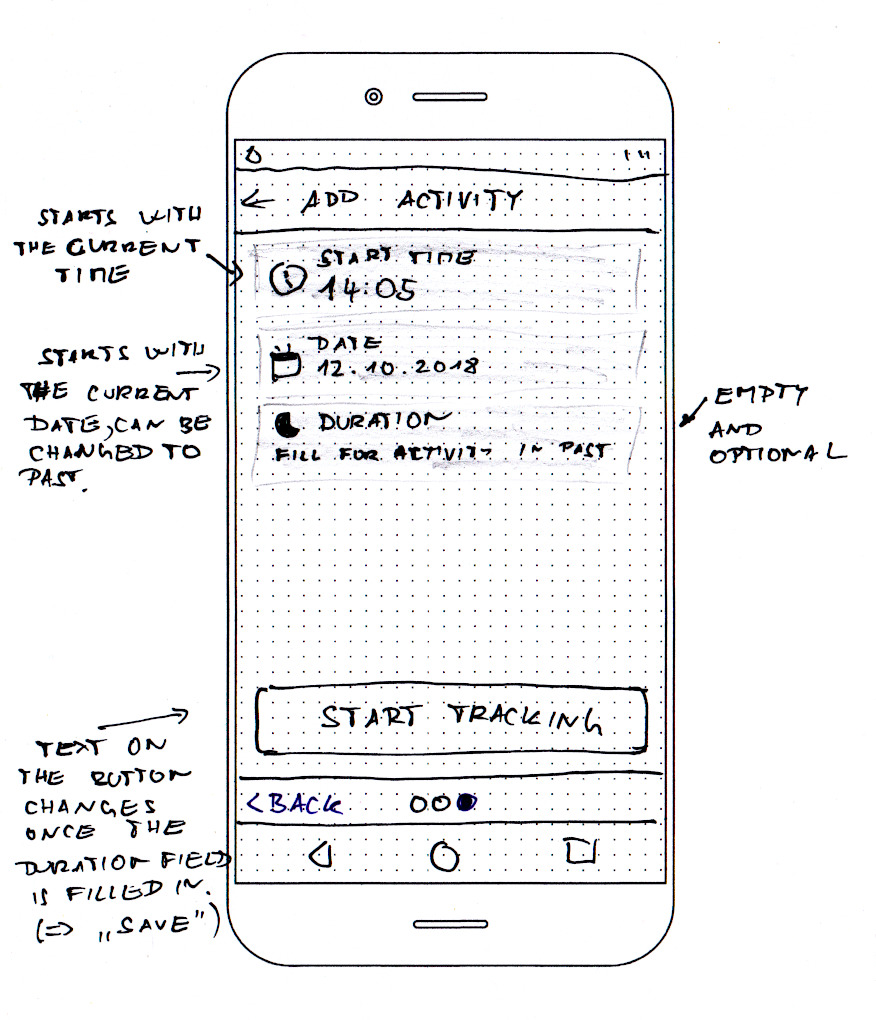 ADD ACTIVITY
STARTS WITH
THE CURRENT
TIME
START TIME
14:05
STARTS WITH
THE CURRENT
DATE, CAN BE
CHANGED TO
PAST.
DATE
12.10.2018
DURATION
FILL FOR ACTIVITY IN PAST
EMPTY
AND
OPTIONAL
START TRACKING
TEXT ON
THE BUTTON
CHANGES
ONCE THE
DURATION FIELD
IS FILLED IN.
(=> „SAVE")
<BACK